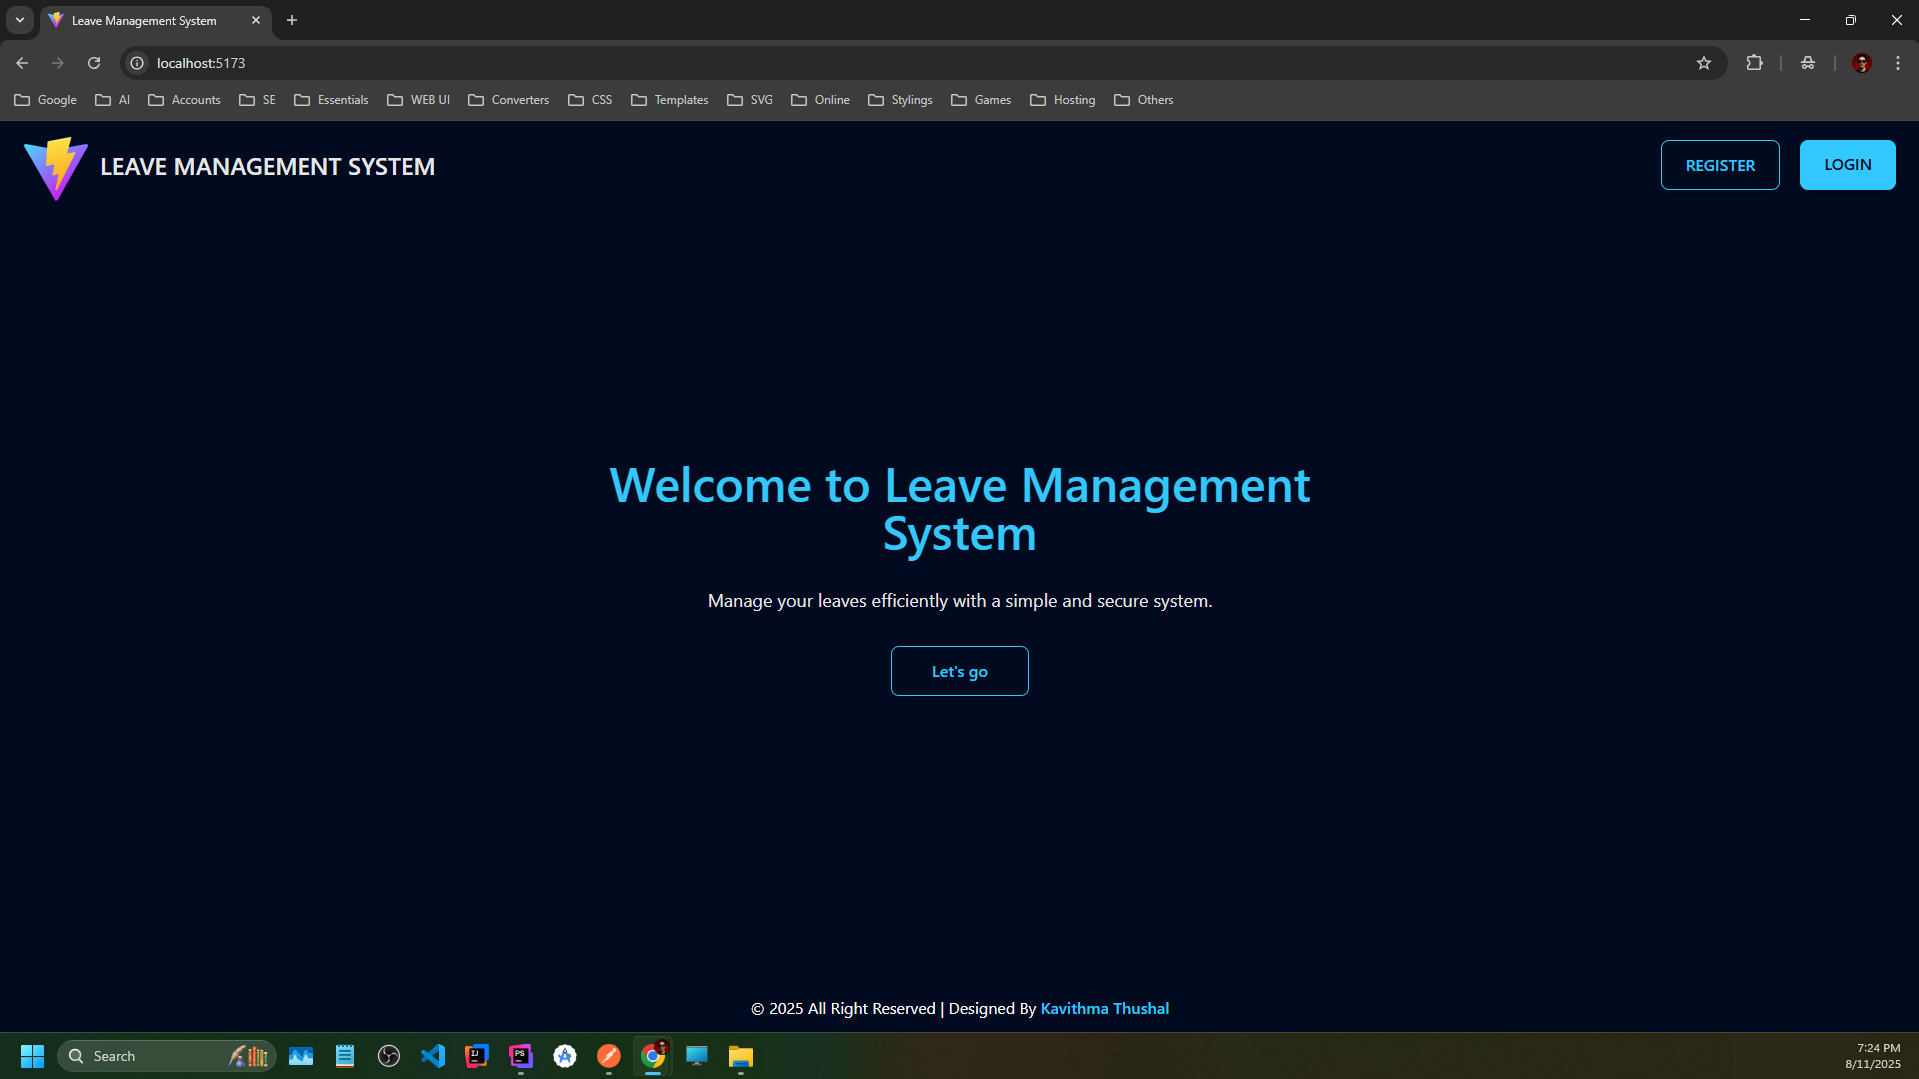 Leave Management System
localhost:5173
Google AI Accounts SE Essentials WEB UI Converters CSS Templates SVG Online Stylings Games Hosting Others
LEAVE MANAGEMENT SYSTEM
REGISTER
LOGIN
Welcome to Leave Management
System
Manage your leaves efficiently with a simple and secure system.
Let's go
© 2025 All Right Reserved | Designed By Kavithma Thushal
Search
IJ
PS
7:24 PM
8/11/2025